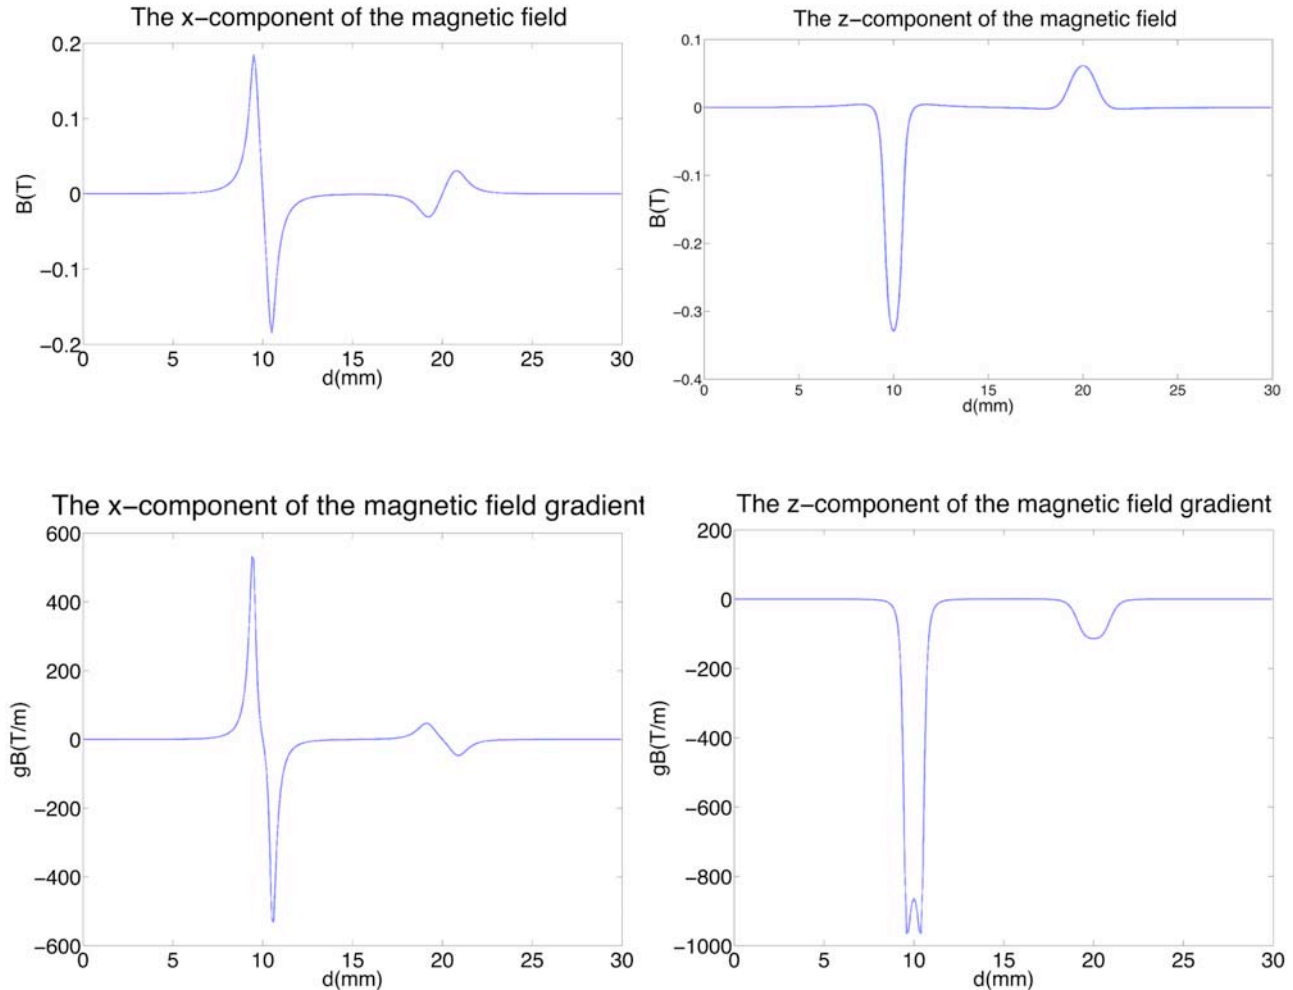 The x−component of the magnetic field
0.2
0.1
0
−0.1
−0.2
B(T)
0 5 10 15 20 25 30
d(mm)
The z−component of the magnetic field
0.1
0
−0.1
−0.2
−0.3
−0.4
B(T)
0 5 10 15 20 25 30
d(mm)
The x−component of the magnetic field gradient
600
400
200
0
−200
−400
−600
gB(T/m)
0 5 10 15 20 25 30
d(mm)
The z−component of the magnetic field gradient
200
0
−200
−400
−600
−800
−1000
gB(T/m)
0 5 10 15 20 25 30
d(mm)